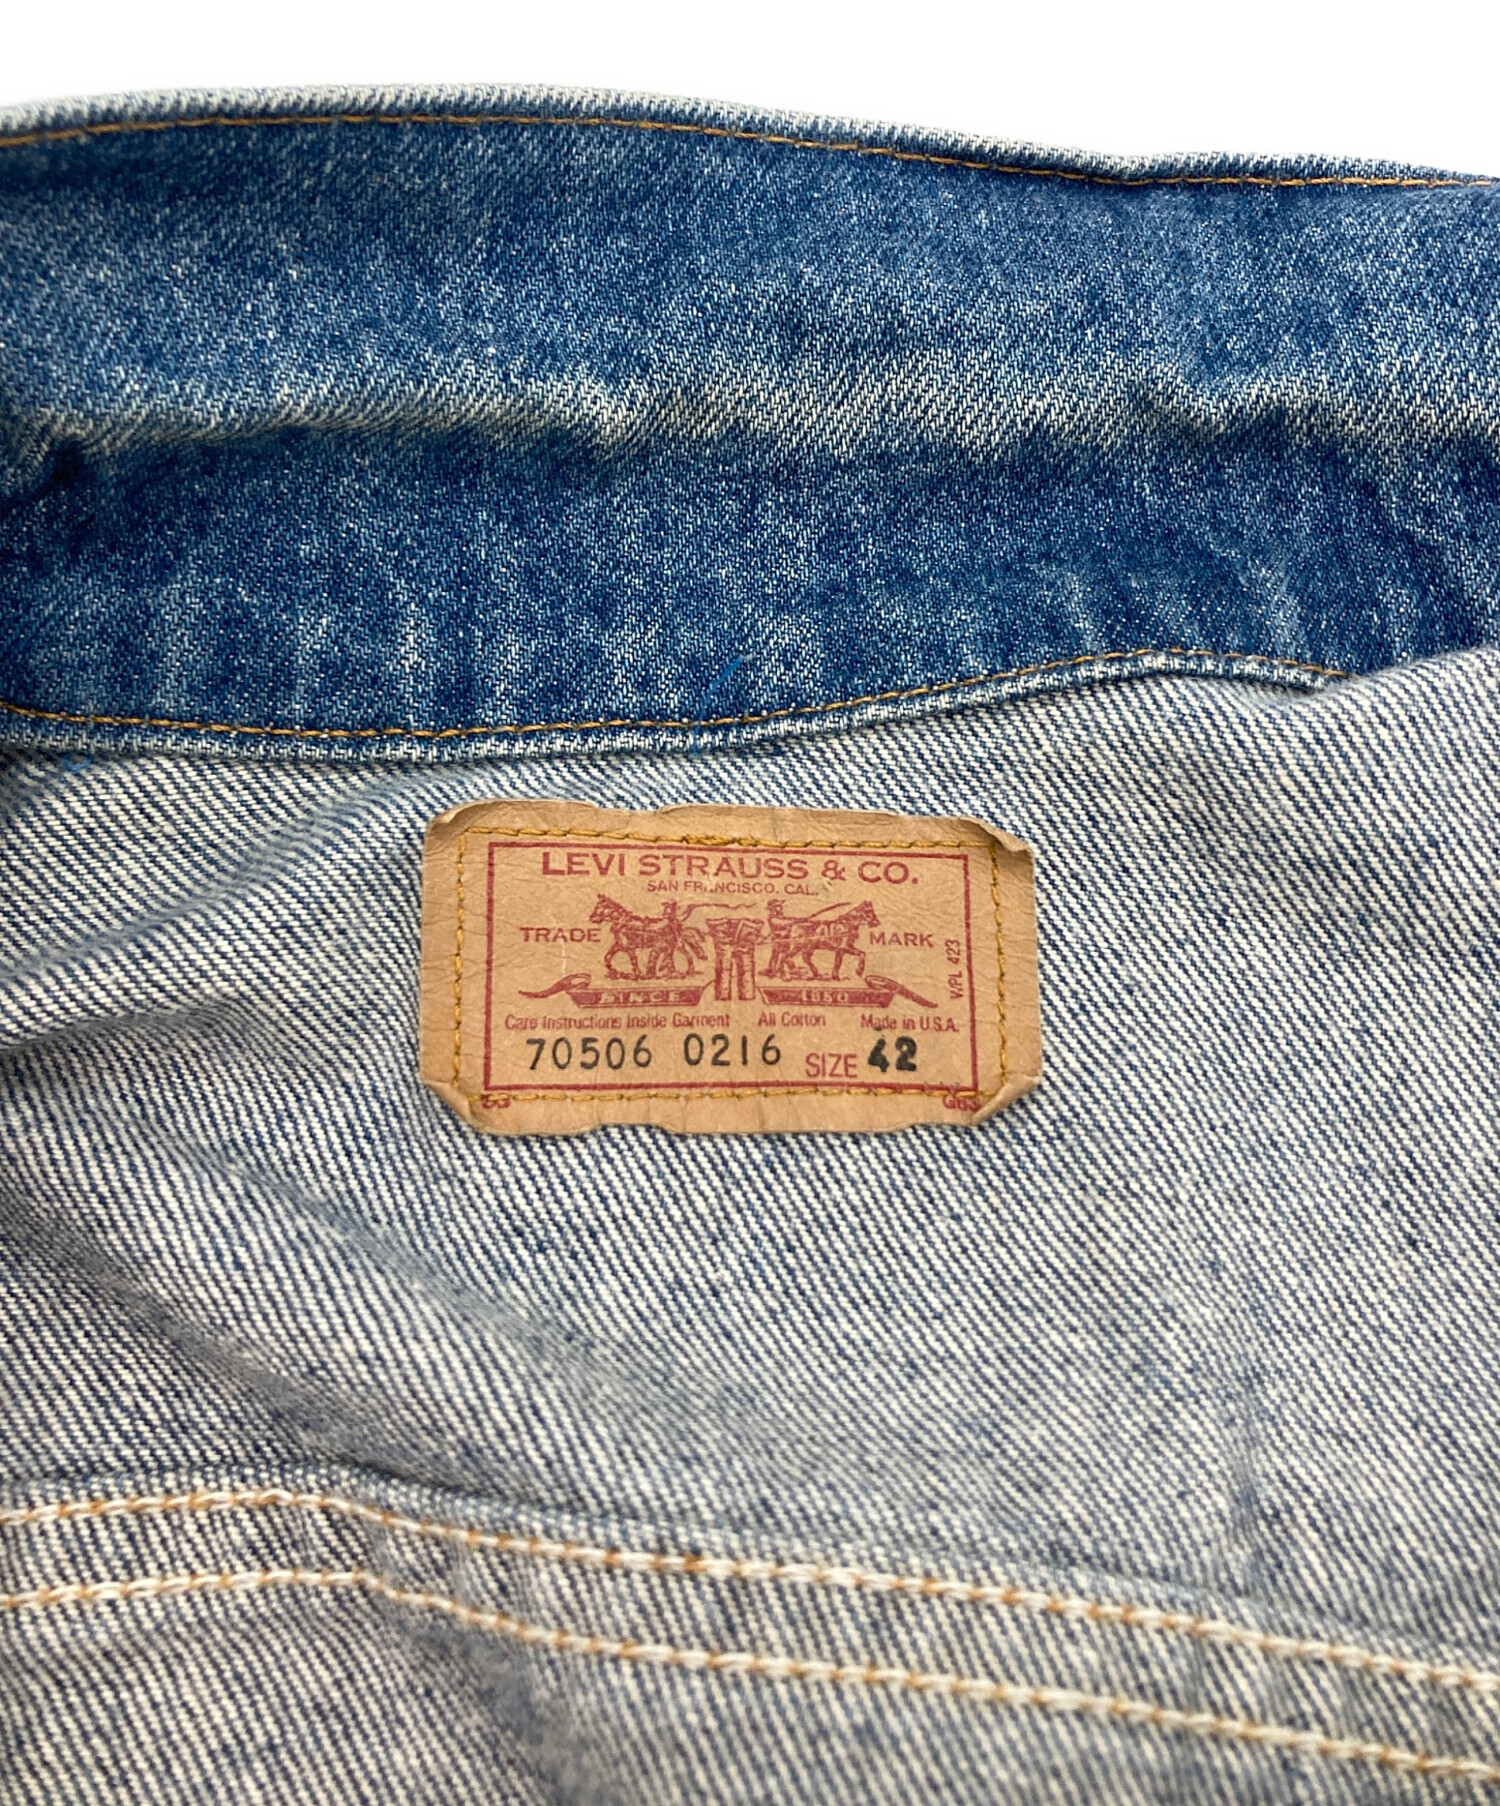 LEVI STRAUSS & CO.
SAN FRANCISCO, CAL.
TRADE MARK
SINCE 1850
WPL 423
Care Instructions Inside Garment All Cotton Made in U.S.A.
70506 0216 SIZE 42